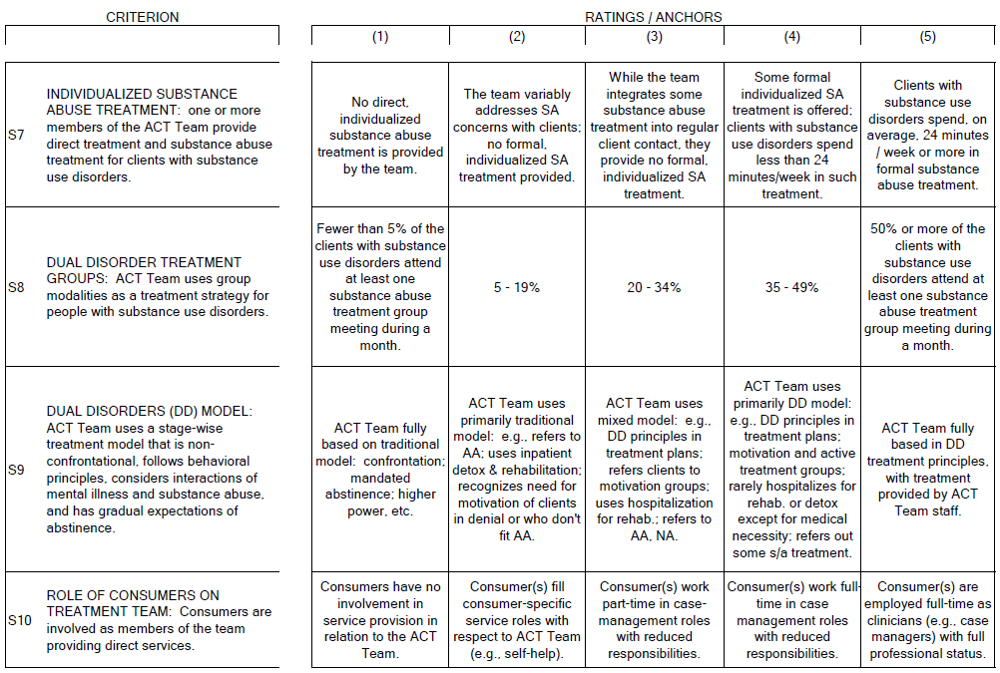 CRITERION
RATINGS / ANCHORS
(1)
(2)
(3)
(4)
(5)
S7
INDIVIDUALIZED SUBSTANCE
ABUSE TREATMENT: one or more
members of the ACT Team provide
direct treatment and substance abuse
treatment for clients with substance
use disorders.
No direct,
individualized
substance abuse
treatment is provided
by the team.
The team variably
addresses SA
concerns with clients;
no formal,
individualized SA
treatment provided.
While the team
integrates some
substance abuse
treatment into regular
client contact, they
provide no formal,
individualized SA
treatment.
Some formal
individualized SA
treatment is offered;
clients with substance
use disorders spend
less than 24
minutes/week in such
treatment.
Clients with
substance use
disorders spend, on
average, 24 minutes
/ week or more in
formal substance
abuse treatment.
S8
DUAL DISORDER TREATMENT
GROUPS: ACT Team uses group
modalities as a treatment strategy for
people with substance use disorders.
Fewer than 5% of the
clients with substance
use disorders attend
at least one
substance abuse
treatment group
meeting during a
month.
5 - 19%
20 - 34%
35 - 49%
50% or more of the
clients with
substance use
disorders attend at
least one substance
abuse treatment
group meeting during
a month.
S9
DUAL DISORDERS (DD) MODEL:
ACT Team uses a stage-wise
treatment model that is non-
confrontational, follows behavioral
principles, considers interactions of
mental illness and substance abuse,
and has gradual expectations of
abstinence.
ACT Team fully
based on traditional
model: confrontation;
mandated
abstinence; higher
power, etc.
ACT Team uses
primarily traditional
model: e.g., refers to
AA; uses inpatient
detox & rehabilitation;
recognizes need for
motivation of clients
in denial or who don't
fit AA.
ACT Team uses
mixed model: e.g.,
DD principles in
treatment plans;
refers clients to
motivation groups;
uses hospitalization
for rehab.; refers to
AA, NA.
ACT Team uses
primarily DD model:
e.g., DD principles in
treatment plans;
motivation and active
treatment groups;
rarely hospitalizes for
rehab. or detox
except for medical
necessity; refers out
some s/a treatment.
ACT Team fully
based in DD
treatment principles,
with treatment
provided by ACT
Team staff.
S10
ROLE OF CONSUMERS ON
TREATMENT TEAM: Consumers are
involved as members of the team
providing direct services.
Consumers have no
involvement in
service provision in
relation to the ACT
Team.
Consumer(s) fill
consumer-specific
service roles with
respect to ACT Team
(e.g., self-help).
Consumer(s) work
part-time in case-
management roles
with reduced
responsibilities.
Consumer(s) work full-
time in case
management roles
with reduced
responsibilities.
Consumer(s) are
employed full-time as
clinicians (e.g., case
managers) with full
professional status.